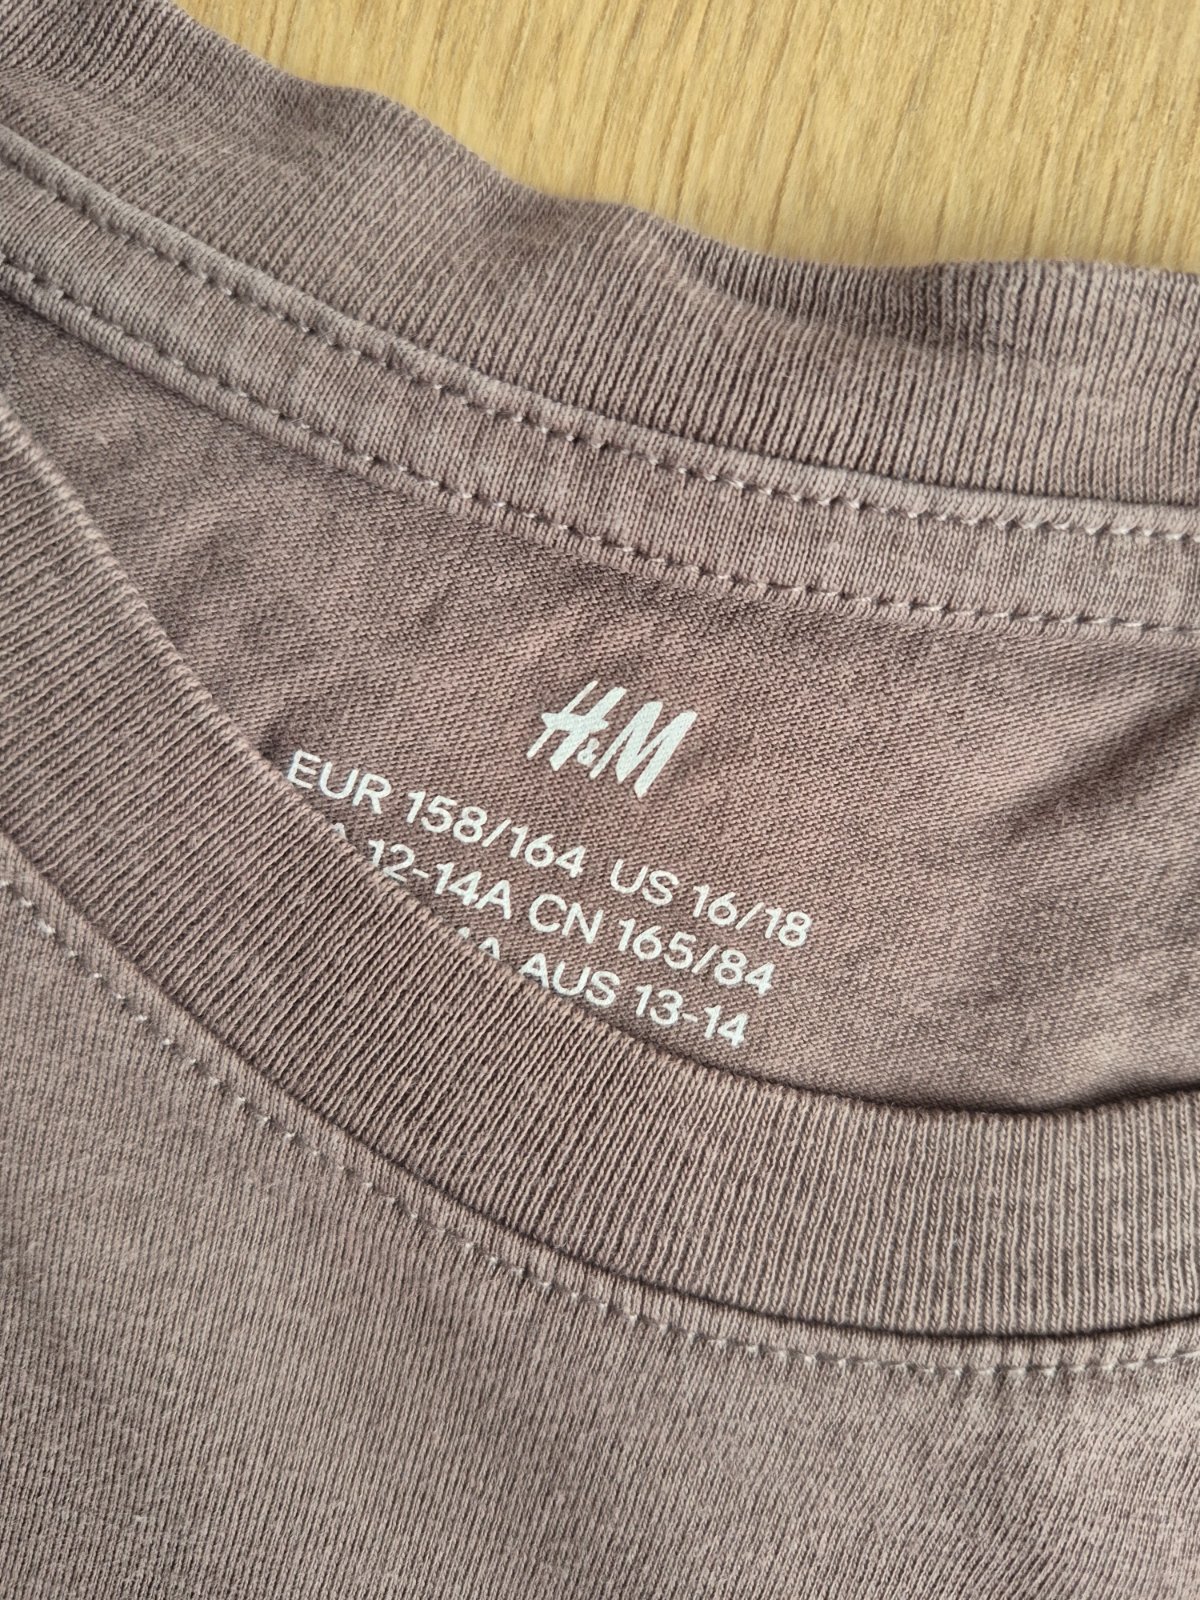 H&M
EUR 158/164 US 16/18
12-14A CN 165/84
AUS 13-14